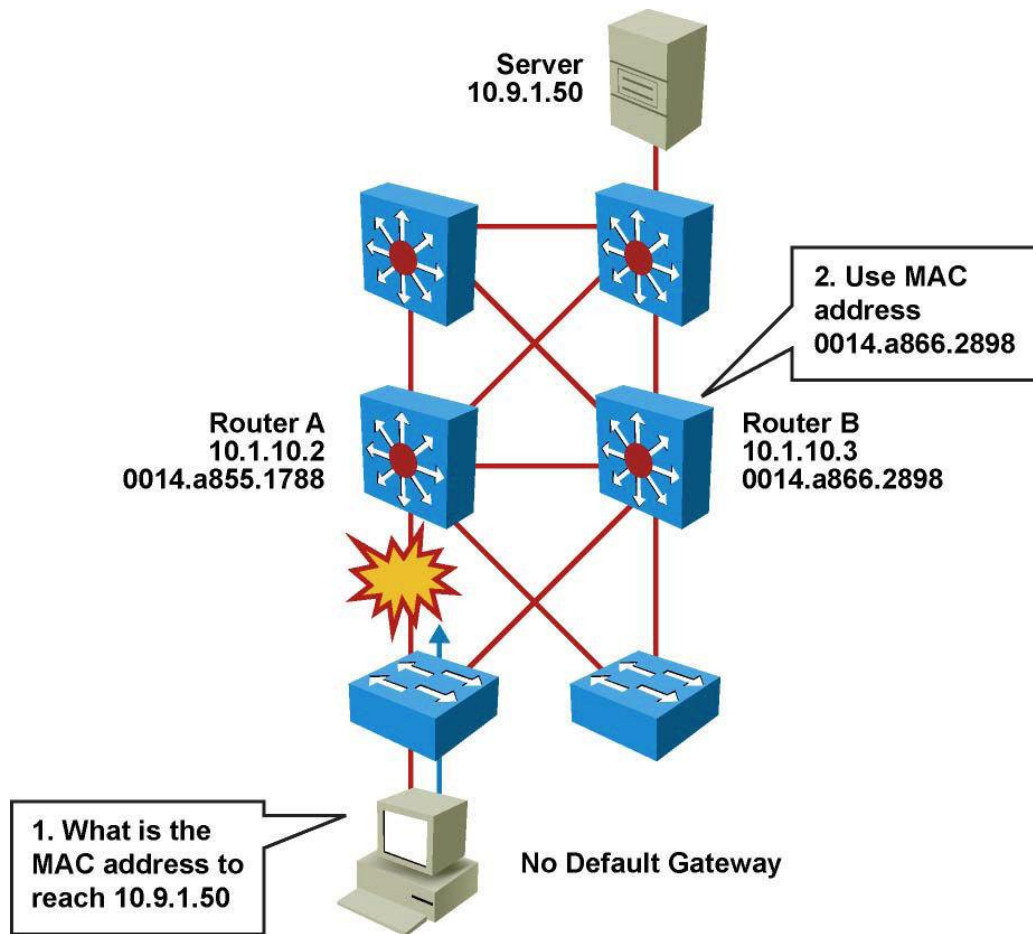 Server
10.9.1.50
2. Use MAC
address
0014.a866.2898
Router A
10.1.10.2
0014.a855.1788
Router B
10.1.10.3
0014.a866.2898
1. What is the
MAC address to
reach 10.9.1.50
No Default Gateway